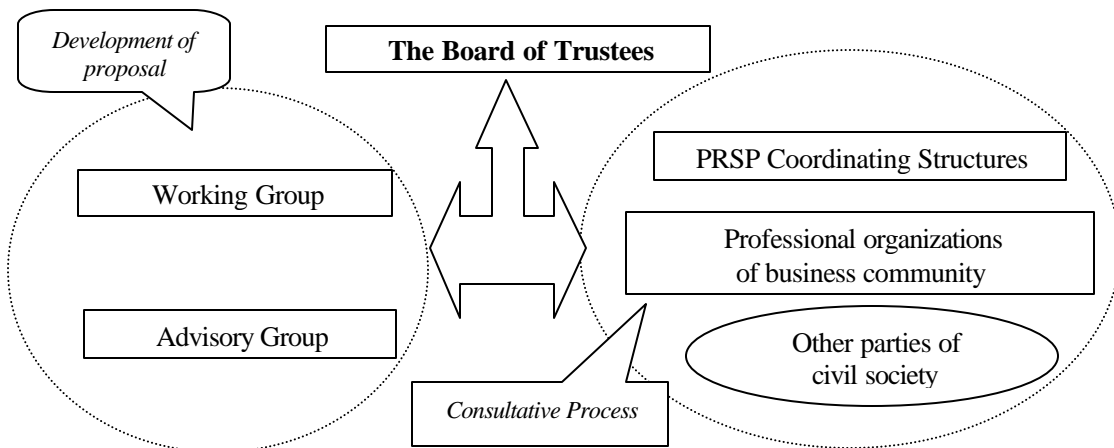 Development of
proposal
The Board of Trustees
PRSP Coordinating Structures
Working Group
Professional organizations
of business community
Advisory Group
Other parties of
civil society
Consultative Process